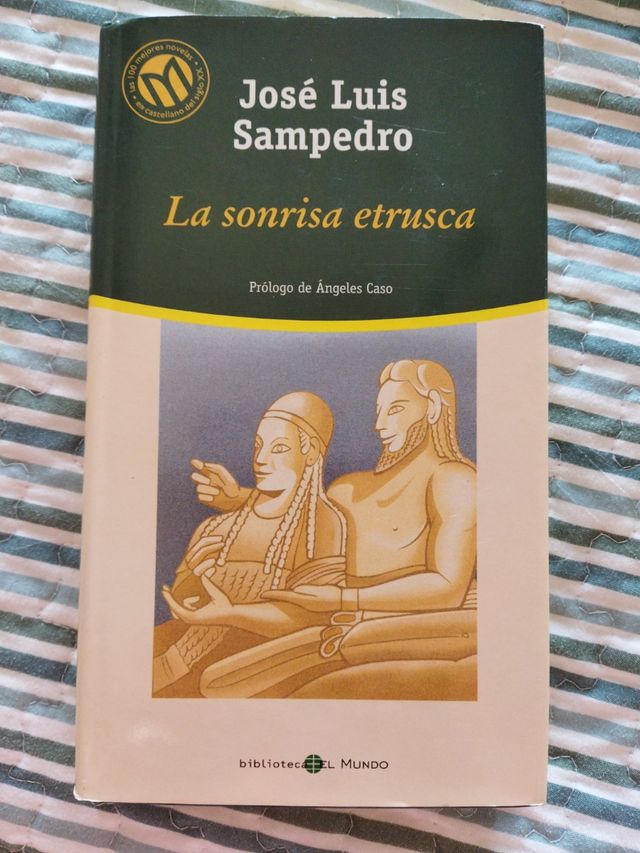 las 100 mejores novelas
en castellano del siglo XX
José Luis
Sampedro
La sonrisa etrusca
Prólogo de Ángeles Caso
biblioteca EL MUNDO